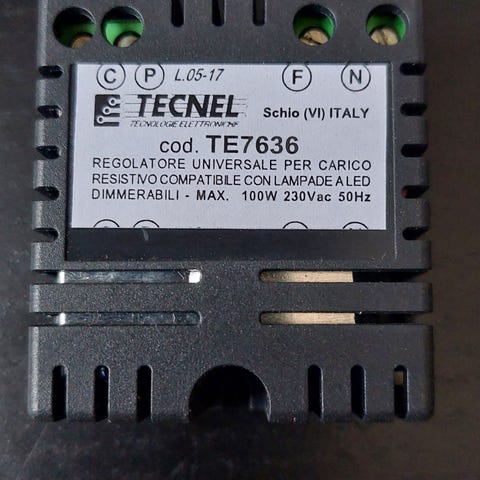 C P L.05-17 F N
TECNEL Schio (VI) ITALY
TECNOLOGIE ELETTRONICHE
cod. TE7636
REGOLATORE UNIVERSALE PER CARICO
RESISTIVO COMPATIBILE CON LAMPADE A LED
DIMMERABILI - MAX. 100W 230Vac 50Hz